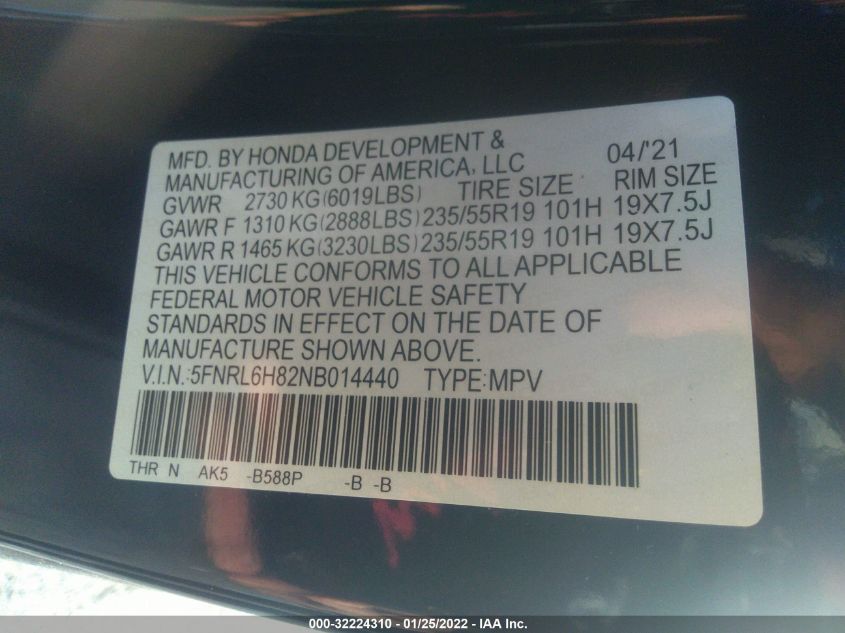 MFD. BY HONDA DEVELOPMENT &
MANUFACTURING OF AMERICA, LLC 04/'21
GVWR 2730 KG(6019LBS) TIRE SIZE RIM SIZE
GAWR F 1310 KG(2888LBS) 235/55R19 101H 19X7.5J
GAWR R 1465 KG(3230LBS) 235/55R19 101H 19X7.5J
THIS VEHICLE CONFORMS TO ALL APPLICABLE
FEDERAL MOTOR VEHICLE SAFETY
STANDARDS IN EFFECT ON THE DATE OF
MANUFACTURE SHOWN ABOVE.
V.I.N.:5FNRL6H82NB014440 TYPE:MPV
THR N AK5 -B588P -B -B
000-32224310 - 01/25/2022 - IAA Inc.